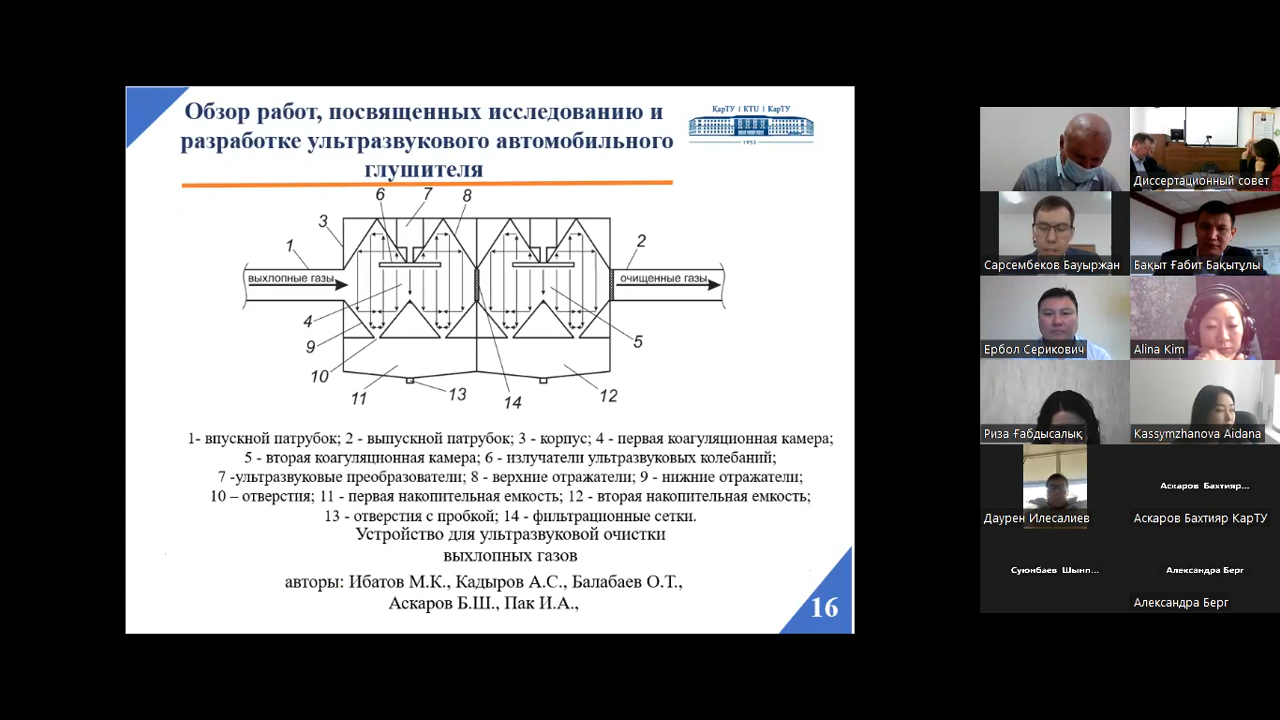 Обзор работ, посвященных исследованию и
разработке ультразвукового автомобильного
глушителя
ҚарТУ | KTU | КарТУ
1953
6
7
8
3
1
2
выхлопные газы
очищенные газы
4
9
5
10
11
13
14
12
1- впускной патрубок; 2 - выпускной патрубок; 3 - корпус; 4 - первая коагуляционная камера;
5 - вторая коагуляционная камера; 6 - излучатели ультразвуковых колебаний;
7 -ультразвуковые преобразователи; 8 - верхние отражатели; 9 - нижние отражатели;
10 – отверстия; 11 - первая накопительная емкость; 12 - вторая накопительная емкость;
13 - отверстия с пробкой; 14 - фильтрационные сетки.
Устройство для ультразвуковой очистки
выхлопных газов
авторы: Ибатов М.К., Кадыров А.С., Балабаев О.Т.,
Аскаров Б.Ш., Пак И.А.,
16
Диссертационный совет
Сарсембеков Бауыржан
Бақыт Ғабит Бақытұлы
Ербол Серикович
Alina Kim
Риза Ғабдысалық
Kassymzhanova Aidana
Даурен Илесалиев
Аскаров Бахтияр...
Аскаров Бахтияр КарТУ
Суюнбаев Шынп...
Александра Берг
Александра Берг